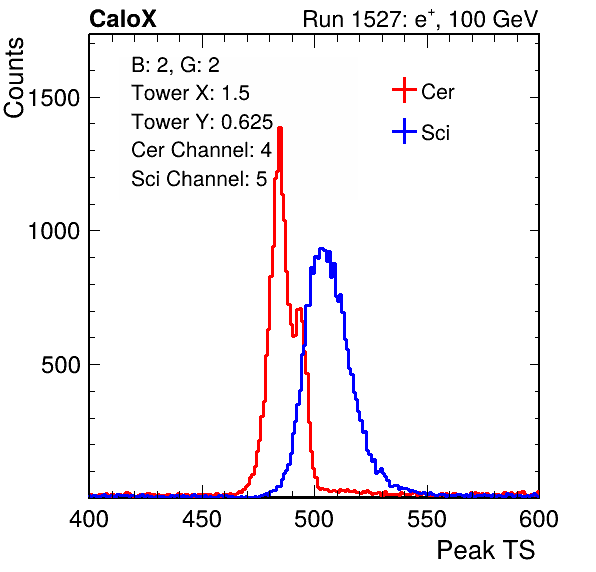 CaloX Run 1527: e⁺, 100 GeV
Counts
B: 2, G: 2
Tower X: 1.5
Tower Y: 0.625
Cer Channel: 4
Sci Channel: 5
Cer
Sci
1500
1000
500
400 450 500 550 600
Peak TS